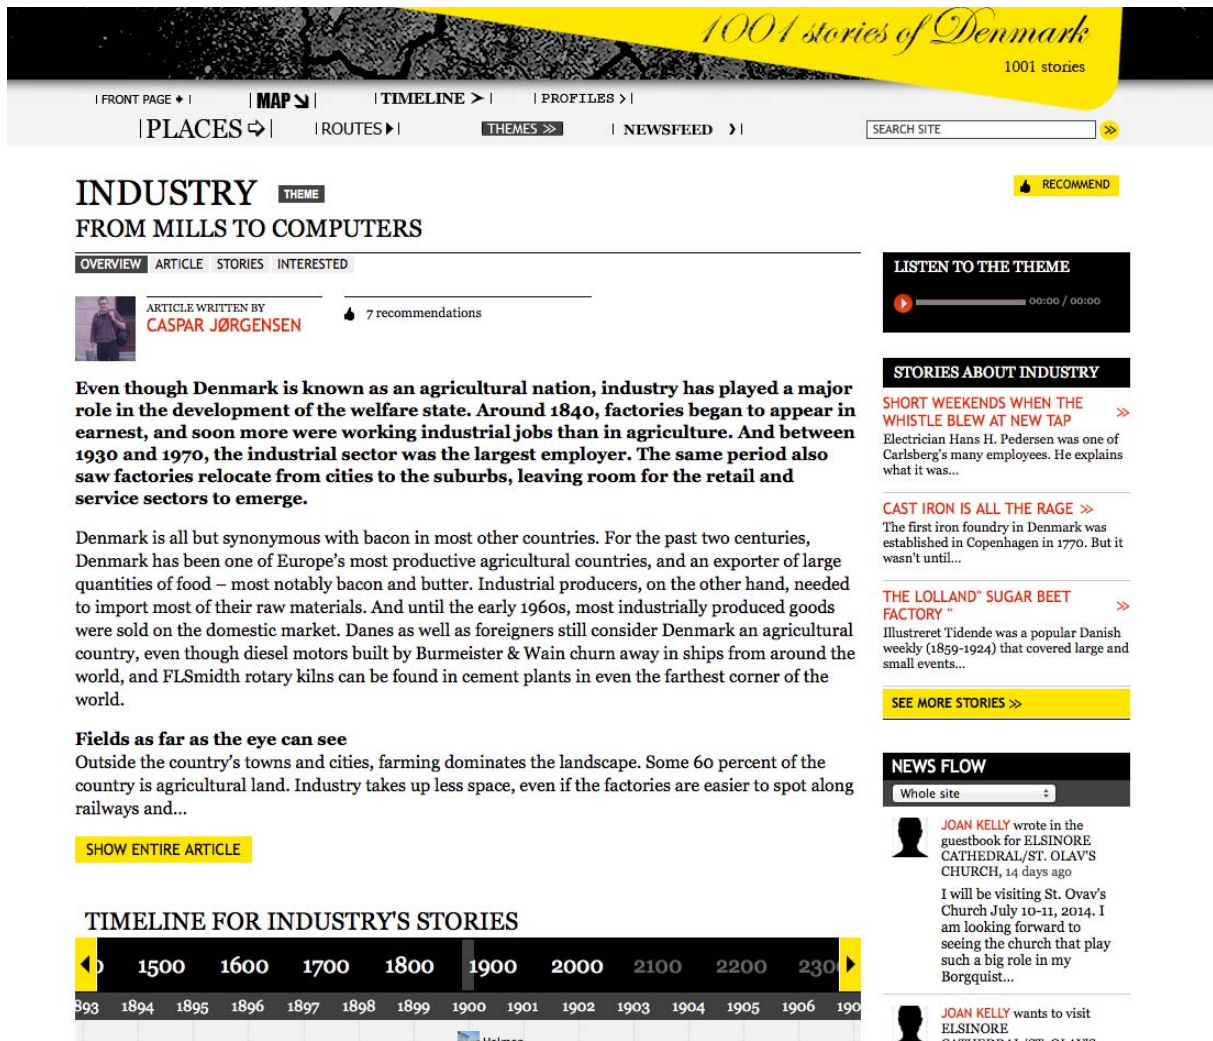 1001 stories of Denmark
1001 stories
| FRONT PAGE |
| MAP |
| TIMELINE > |
| PROFILES > |
| PLACES |
| ROUTES |
THEMES >>
| NEWSFEED > |
SEARCH SITE
>>
INDUSTRY THEME
RECOMMEND
FROM MILLS TO COMPUTERS
OVERVIEW ARTICLE STORIES INTERESTED
ARTICLE WRITTEN BY
CASPAR JØRGENSEN
7 recommendations
Even though Denmark is known as an agricultural nation, industry has played a major
role in the development of the welfare state. Around 1840, factories began to appear in
earnest, and soon more were working industrial jobs than in agriculture. And between
1930 and 1970, the industrial sector was the largest employer. The same period also
saw factories relocate from cities to the suburbs, leaving room for the retail and
service sectors to emerge.
Denmark is all but synonymous with bacon in most other countries. For the past two centuries,
Denmark has been one of Europe's most productive agricultural countries, and an exporter of large
quantities of food – most notably bacon and butter. Industrial producers, on the other hand, needed
to import most of their raw materials. And until the early 1960s, most industrially produced goods
were sold on the domestic market. Danes as well as foreigners still consider Denmark an agricultural
country, even though diesel motors built by Burmeister & Wain churn away in ships from around the
world, and FLSmidth rotary kilns can be found in cement plants in even the farthest corner of the
world.
Fields as far as the eye can see
Outside the country's towns and cities, farming dominates the landscape. Some 60 percent of the
country is agricultural land. Industry takes up less space, even if the factories are easier to spot along
railways and...
SHOW ENTIRE ARTICLE
TIMELINE FOR INDUSTRY'S STORIES
1500 1600 1700 1800 1900 2000 2100 2200 230
893 1894 1895 1896 1897 1898 1899 1900 1901 1902 1903 1904 1905 1906 190
Holmen
LISTEN TO THE THEME
00:00 / 00:00
STORIES ABOUT INDUSTRY
SHORT WEEKENDS WHEN THE
WHISTLE BLEW AT NEW TAP >>
Electrician Hans H. Pedersen was one of
Carlsberg's many employees. He explains
what it was...
CAST IRON IS ALL THE RAGE >>
The first iron foundry in Denmark was
established in Copenhagen in 1770. But it
wasn't until...
THE LOLLAND" SUGAR BEET
FACTORY " >>
Illustreret Tidende was a popular Danish
weekly (1859-1924) that covered large and
small events...
SEE MORE STORIES >>
NEWS FLOW
Whole site
JOAN KELLY wrote in the
guestbook for ELSINORE
CATHEDRAL/ST. OLAV'S
CHURCH, 14 days ago
I will be visiting St. Ovav's
Church July 10-11, 2014. I
am looking forward to
seeing the church that play
such a big role in my
Borgquist...
JOAN KELLY wants to visit
ELSINORE
CATHEDRAL/ST. OLAV'S